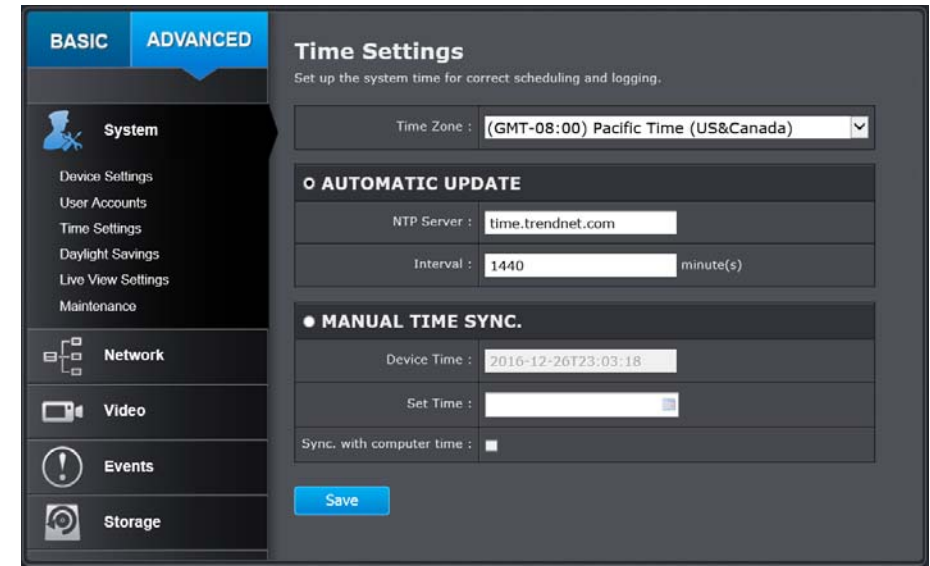 BASIC ADVANCED
System
Device Settings
User Accounts
Time Settings
Daylight Savings
Live View Settings
Maintenance
Network
Video
Events
Storage
Time Settings
Set up the system time for correct scheduling and logging.
Time Zone : (GMT-08:00) Pacific Time (US&Canada)
AUTOMATIC UPDATE
NTP Server : time.trendnet.com
Interval : 1440 minute(s)
MANUAL TIME SYNC.
Device Time : 2016-12-26T23:03:18
Set Time :
Sync. with computer time :
Save